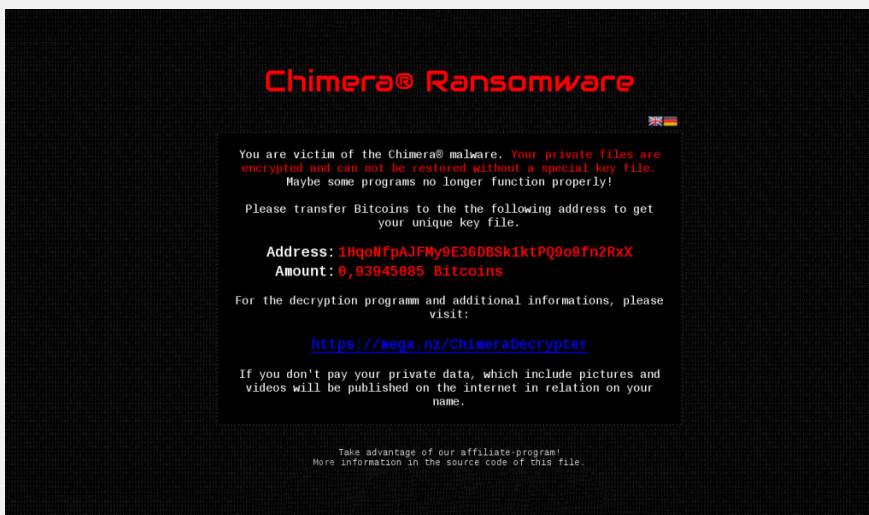 Chimera® Ransomware
You are victim of the Chimera® malware. Your private files are
encrypted and can not be restored without a special key file.
Maybe some programs no longer function properly!
Please transfer Bitcoins to the the following address to get
your unique key file.
Address: 1HqoNfpAJFMy9E36DBSk1ktPQ9o9fn2RxX
Amount: 0,93945085 Bitcoins
For the decryption programm and additional informations, please
visit:
https://mega.nz/ChimeraDecrypter
If you don't pay your private data, which include pictures and
videos will be published on the internet in relation on your
name.
Take advantage of our affiliate-program!
More information in the source code of this file.